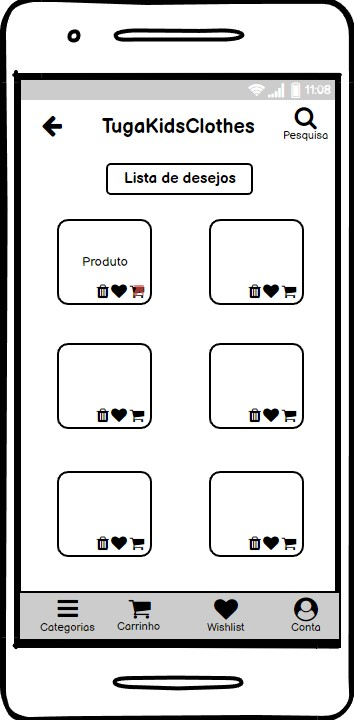 11:08
TugaKidsClothes
Pesquisa
Lista de desejos
Produto
Categorias Carrinho Wishlist Conta